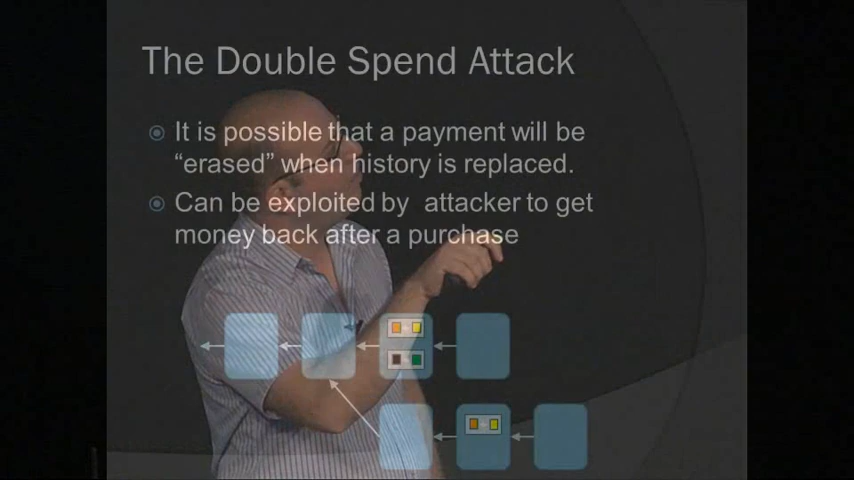 The Double Spend Attack
It is possible that a payment will be
“erased” when history is replaced.
Can be exploited by attacker to get
money back after a purchase